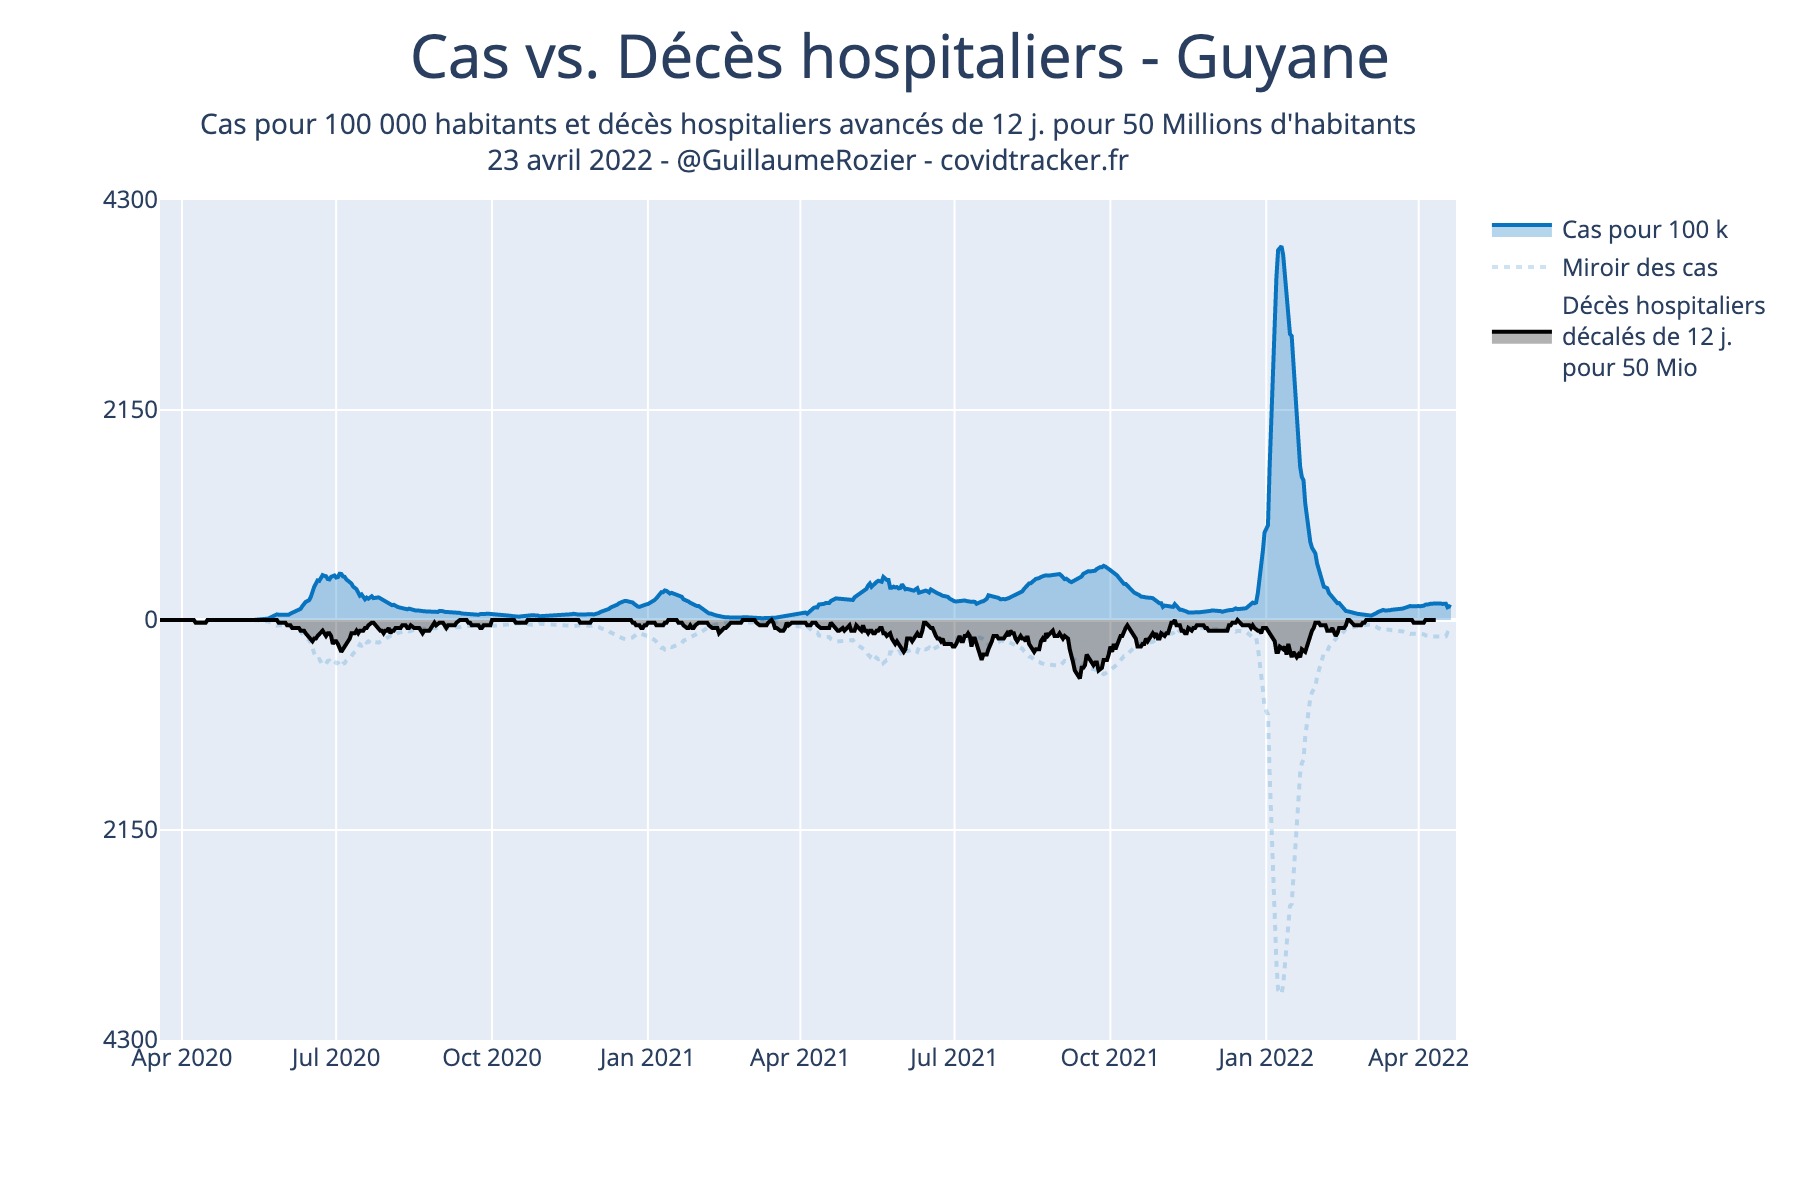 Cas vs. Décès hospitaliers - Guyane
Cas pour 100 000 habitants et décès hospitaliers avancés de 12 j. pour 50 Millions d'habitants
23 avril 2022 - @GuillaumeRozier - covidtracker.fr
4300
2150
0
2150
4300
Apr 2020
Jul 2020
Oct 2020
Jan 2021
Apr 2021
Jul 2021
Oct 2021
Jan 2022
Apr 2022
Cas pour 100 k
Miroir des cas
Décès hospitaliers
décalés de 12 j.
pour 50 Mio